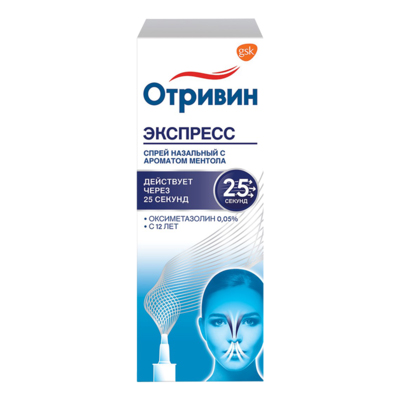 gsk
Отривин
ЭКСПРЕСС
СПРЕЙ НАЗАЛЬНЫЙ С
АРОМАТОМ МЕНТОЛА
ДЕЙСТВУЕТ
ЧЕРЕЗ
25 СЕКУНД
25
СЕКУНД
• ОКСИМЕТАЗОЛИН 0,05%
• С 12 ЛЕТ